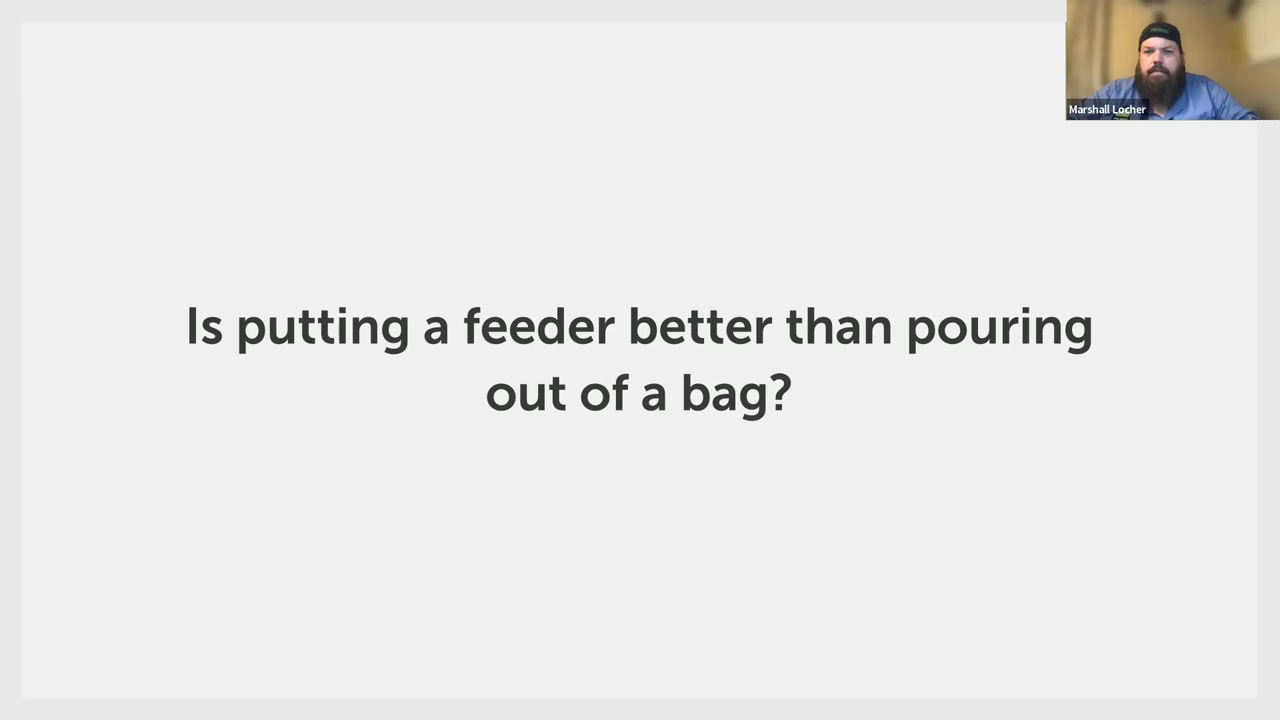 Marshall Locher
Is putting a feeder better than pouring
out of a bag?